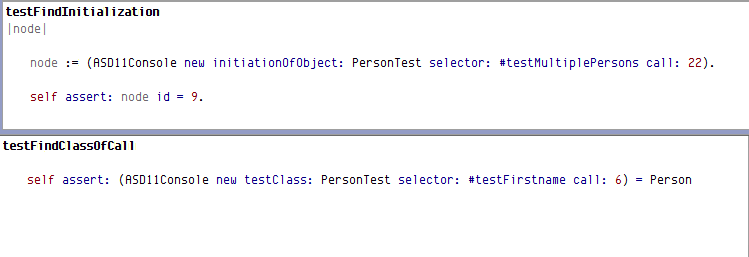 testFindInitialization
|node|
node := (ASD11Console new initiationOfObject: PersonTest selector: #testMultiplePersons call: 22).
self assert: node id = 9.
testFindClassOfCall
self assert: (ASD11Console new testClass: PersonTest selector: #testFirstname call: 6) = Person